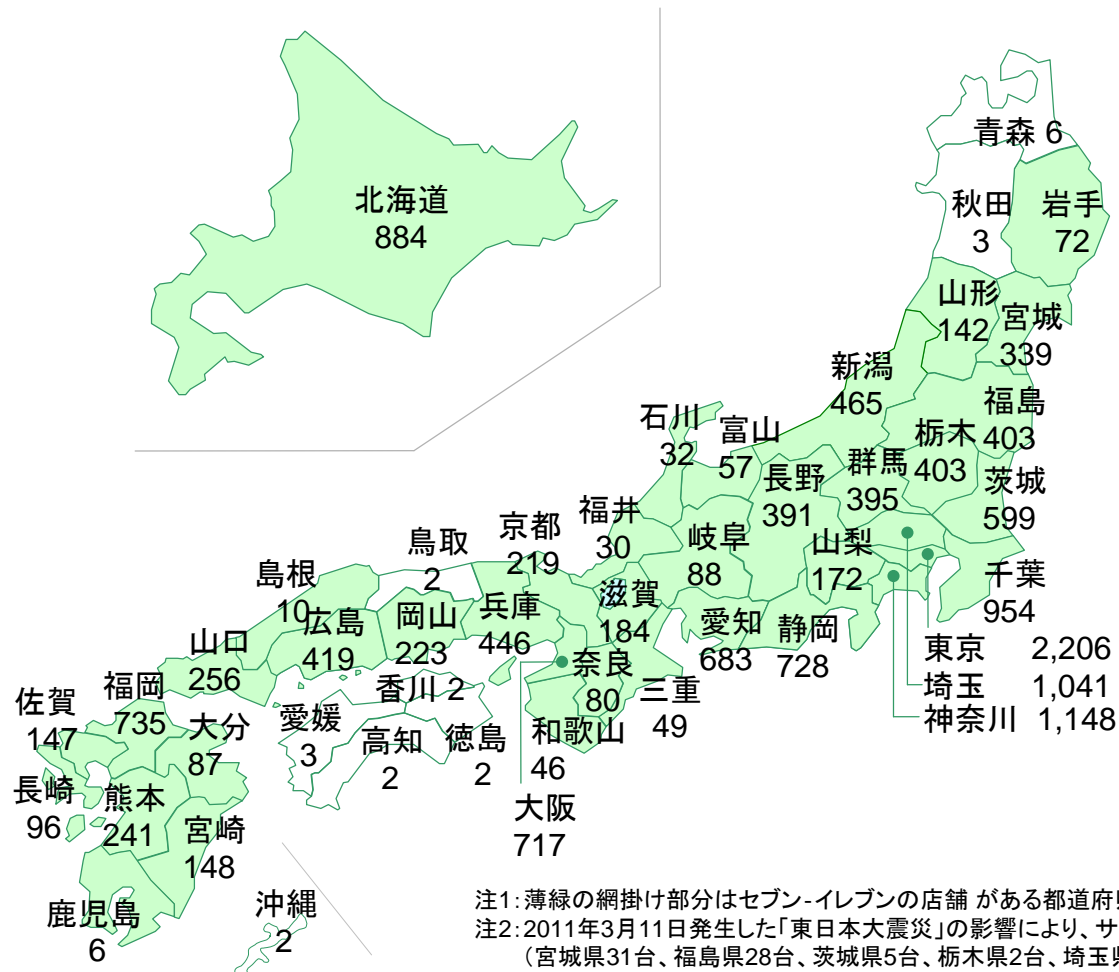 北海道
884
青森 6
秋田
3
岩手
72
山形
142
宮城
339
新潟
465
福島
403
石川
32
富山
57
栃木
403
群馬
395
長野
391
茨城
599
福井
30
岐阜
88
山梨
172
千葉
954
京都
219
鳥取
2
島根
10
滋賀
184
愛知
683
静岡
728
兵庫
446
岡山
223
広島
419
山口
256
東京 2,206
埼玉 1,041
神奈川 1,148
奈良
80
三重
49
香川 2
愛媛
3
高知
2
徳島
2
和歌山
46
大阪
717
福岡
735
佐賀
147
大分
87
長崎
96
熊本
241
宮崎
148
鹿児島
6
沖縄
2
注1:薄緑の網掛け部分はセブン-イレブンの店舗 がある都道府県
注2:2011年3月11日発生した「東日本大震災」の影響により、サ
(宮城県31台、福島県28台、茨城県5台、栃木県2台、埼玉県